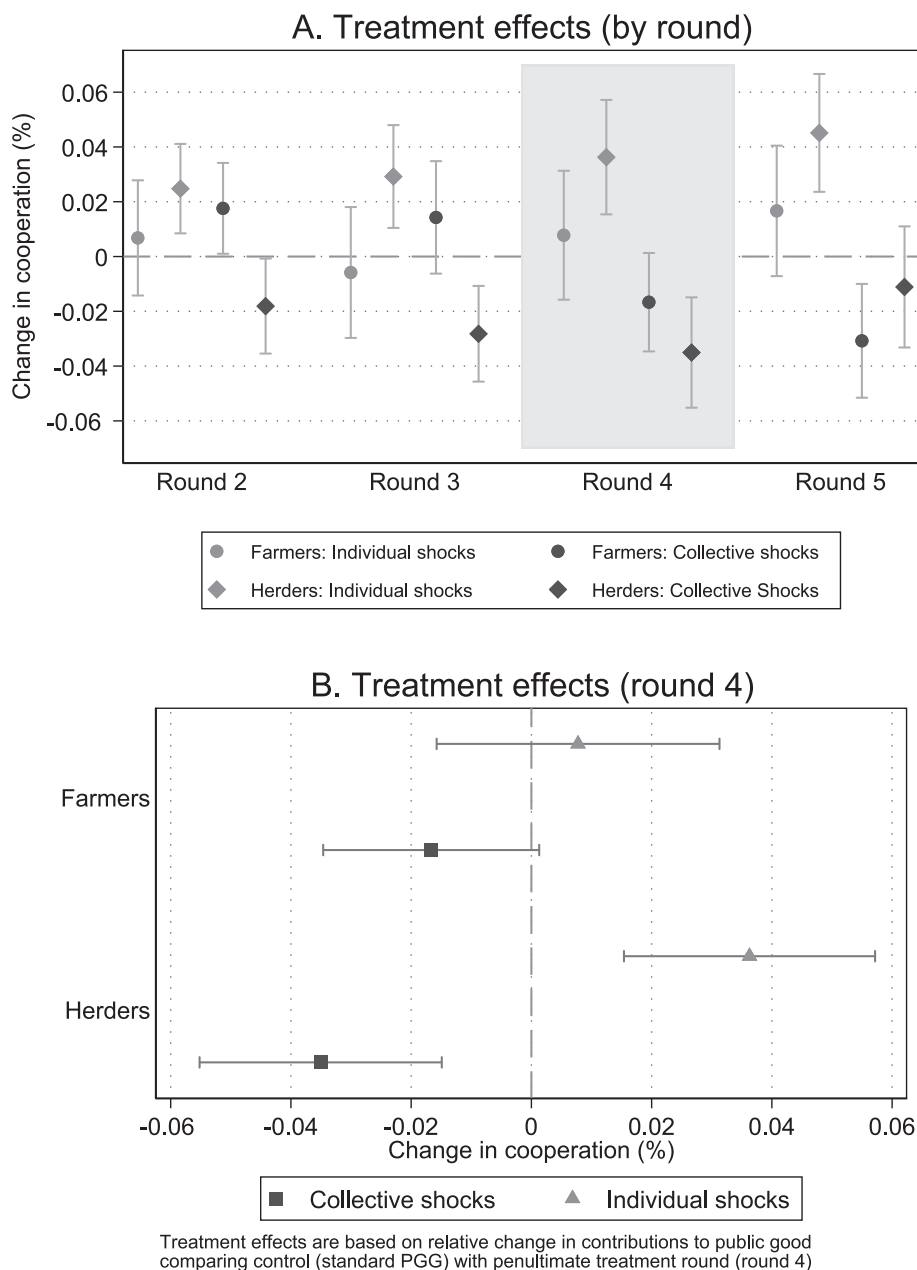 A. Treatment effects (by round)
Change in cooperation (%)
0.06
0.04
0.02
0
-0.02
-0.04
-0.06
Round 2 Round 3 Round 4 Round 5
Farmers: Individual shocks Farmers: Collective shocks
Herders: Individual shocks Herders: Collective Shocks
B. Treatment effects (round 4)
Farmers
Herders
-0.06 -0.04 -0.02 0 0.02 0.04 0.06
Change in cooperation (%)
Collective shocks Individual shocks
Treatment effects are based on relative change in contributions to public good
comparing control (standard PGG) with penultimate treatment round (round 4)